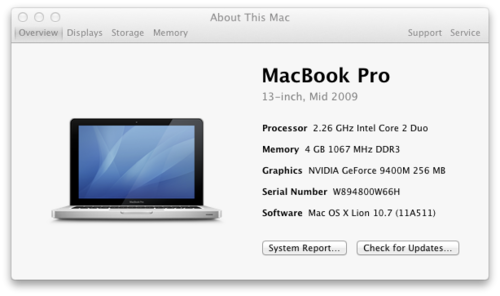 About This Mac
Overview Displays Storage Memory Support Service
MacBook Pro
13-inch, Mid 2009
Processor 2.26 GHz Intel Core 2 Duo
Memory 4 GB 1067 MHz DDR3
Graphics NVIDIA GeForce 9400M 256 MB
Serial Number W894800W66H
Software Mac OS X Lion 10.7 (11A511)
System Report... Check for Updates...